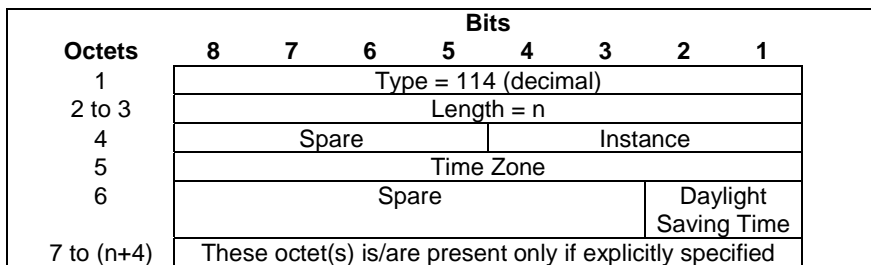 Bits
Octets 8 7 6 5 4 3 2 1
1 Type = 114 (decimal)
2 to 3 Length = n
4 Spare Instance
5 Time Zone
6 Spare Daylight
Saving Time
7 to (n+4) These octet(s) is/are present only if explicitly specified